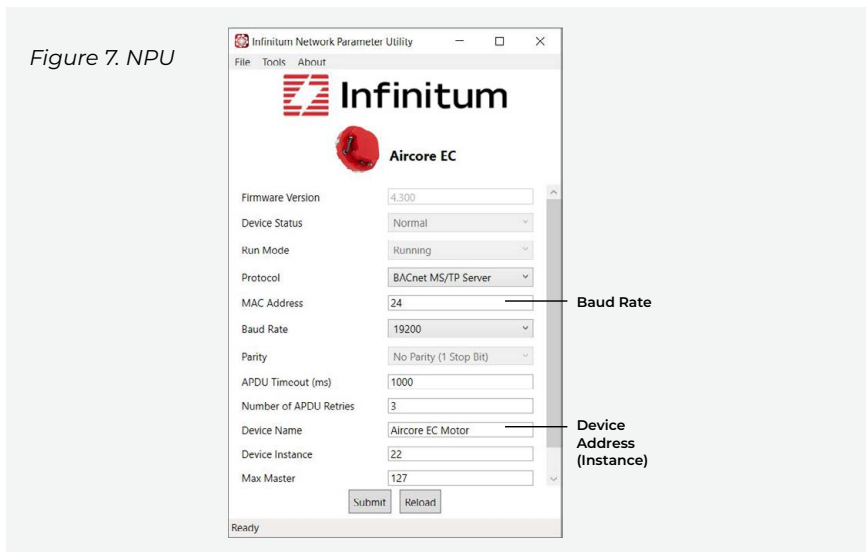 Figure 7. NPU
Infinitum Network Parameter Utility
File Tools About
Infinitum
Aircore EC
Firmware Version 4.300
Device Status Normal
Run Mode Running
Protocol BACnet MS/TP Server
MAC Address 24
Baud Rate
Baud Rate 19200
Parity No Parity (1 Stop Bit)
APDU Timeout (ms) 1000
Number of APDU Retries 3
Device Name Aircore EC Motor
Device
Address
(Instance)
Device Instance 22
Max Master 127
Submit Reload
Ready